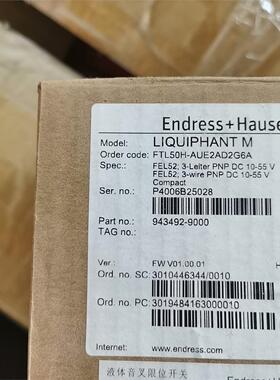 Endress+Hause
Model: LIQUIPHANT M
Order code: FTL50H-AUE2AD2G6A
Spec.: FEL52; 3-Leiter PNP DC 10-55 V
FEL52; 3-wire PNP DC 10-55 V
Compact
Ser. no.: P4006B25028
Part no.: 943492-9000
TAG no.:
Ver.: FW V01.00.01
H
Ord. no. SC: 3010446344/0010
Ord. no. PC: 3019484163000010
Internet: www.endress.com
液体音叉限位开关